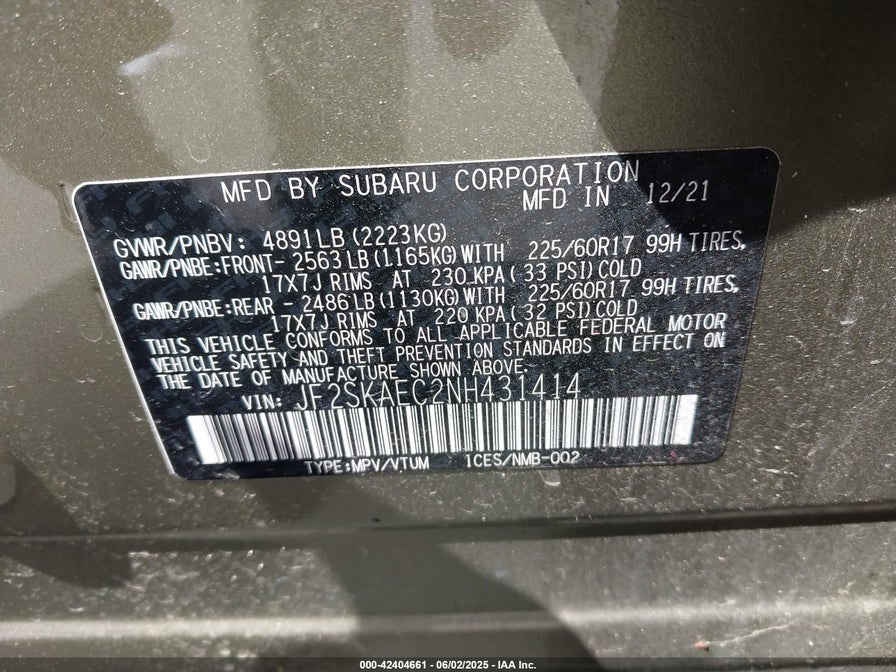 MFD BY SUBARU CORPORATION
MFD IN 12/21
GVWR/PNBV: 4891LB (2223KG)
GAWR/PNBE:FRONT- 2563LB (1165KG) WITH 225/60R17 99H TIRES,
17X7J RIMS AT 230 KPA ( 33 PSI) COLD
GAWR/PNBE:REAR - 2486LB (1130KG) WITH 225/60R17 99H TIRES,
17X7J RIMS AT 220 KPA ( 32 PSI) COLD
THIS VEHICLE CONFORMS TO ALL APPLICABLE FEDERAL MOTOR
VEHICLE SAFETY AND THEFT PREVENTION STANDARDS IN EFFECT ON
THE DATE OF MANUFACTURE SHOWN ABOVE.
VIN: JF2SKAEC2NH431414
TYPE:MPV/VTUM 1CES/NMB-002
000-42404661 - 06/02/2025 - IAA Inc.